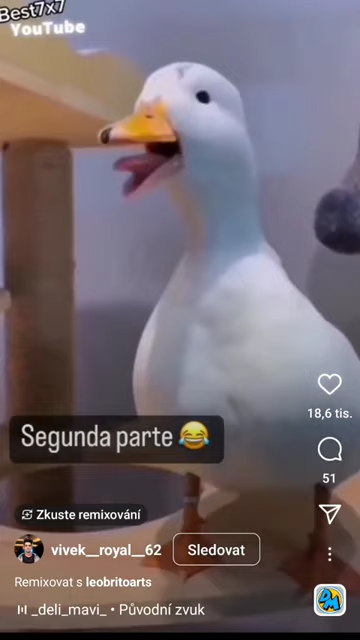 Best7x7
YouTube
18,6 tis.
51
Segunda parte 😂
Zkuste remixování
vivek__royal__62
Sledovat
Remixovat s leobritoarts
_deli_mavi_ • Původní zvuk